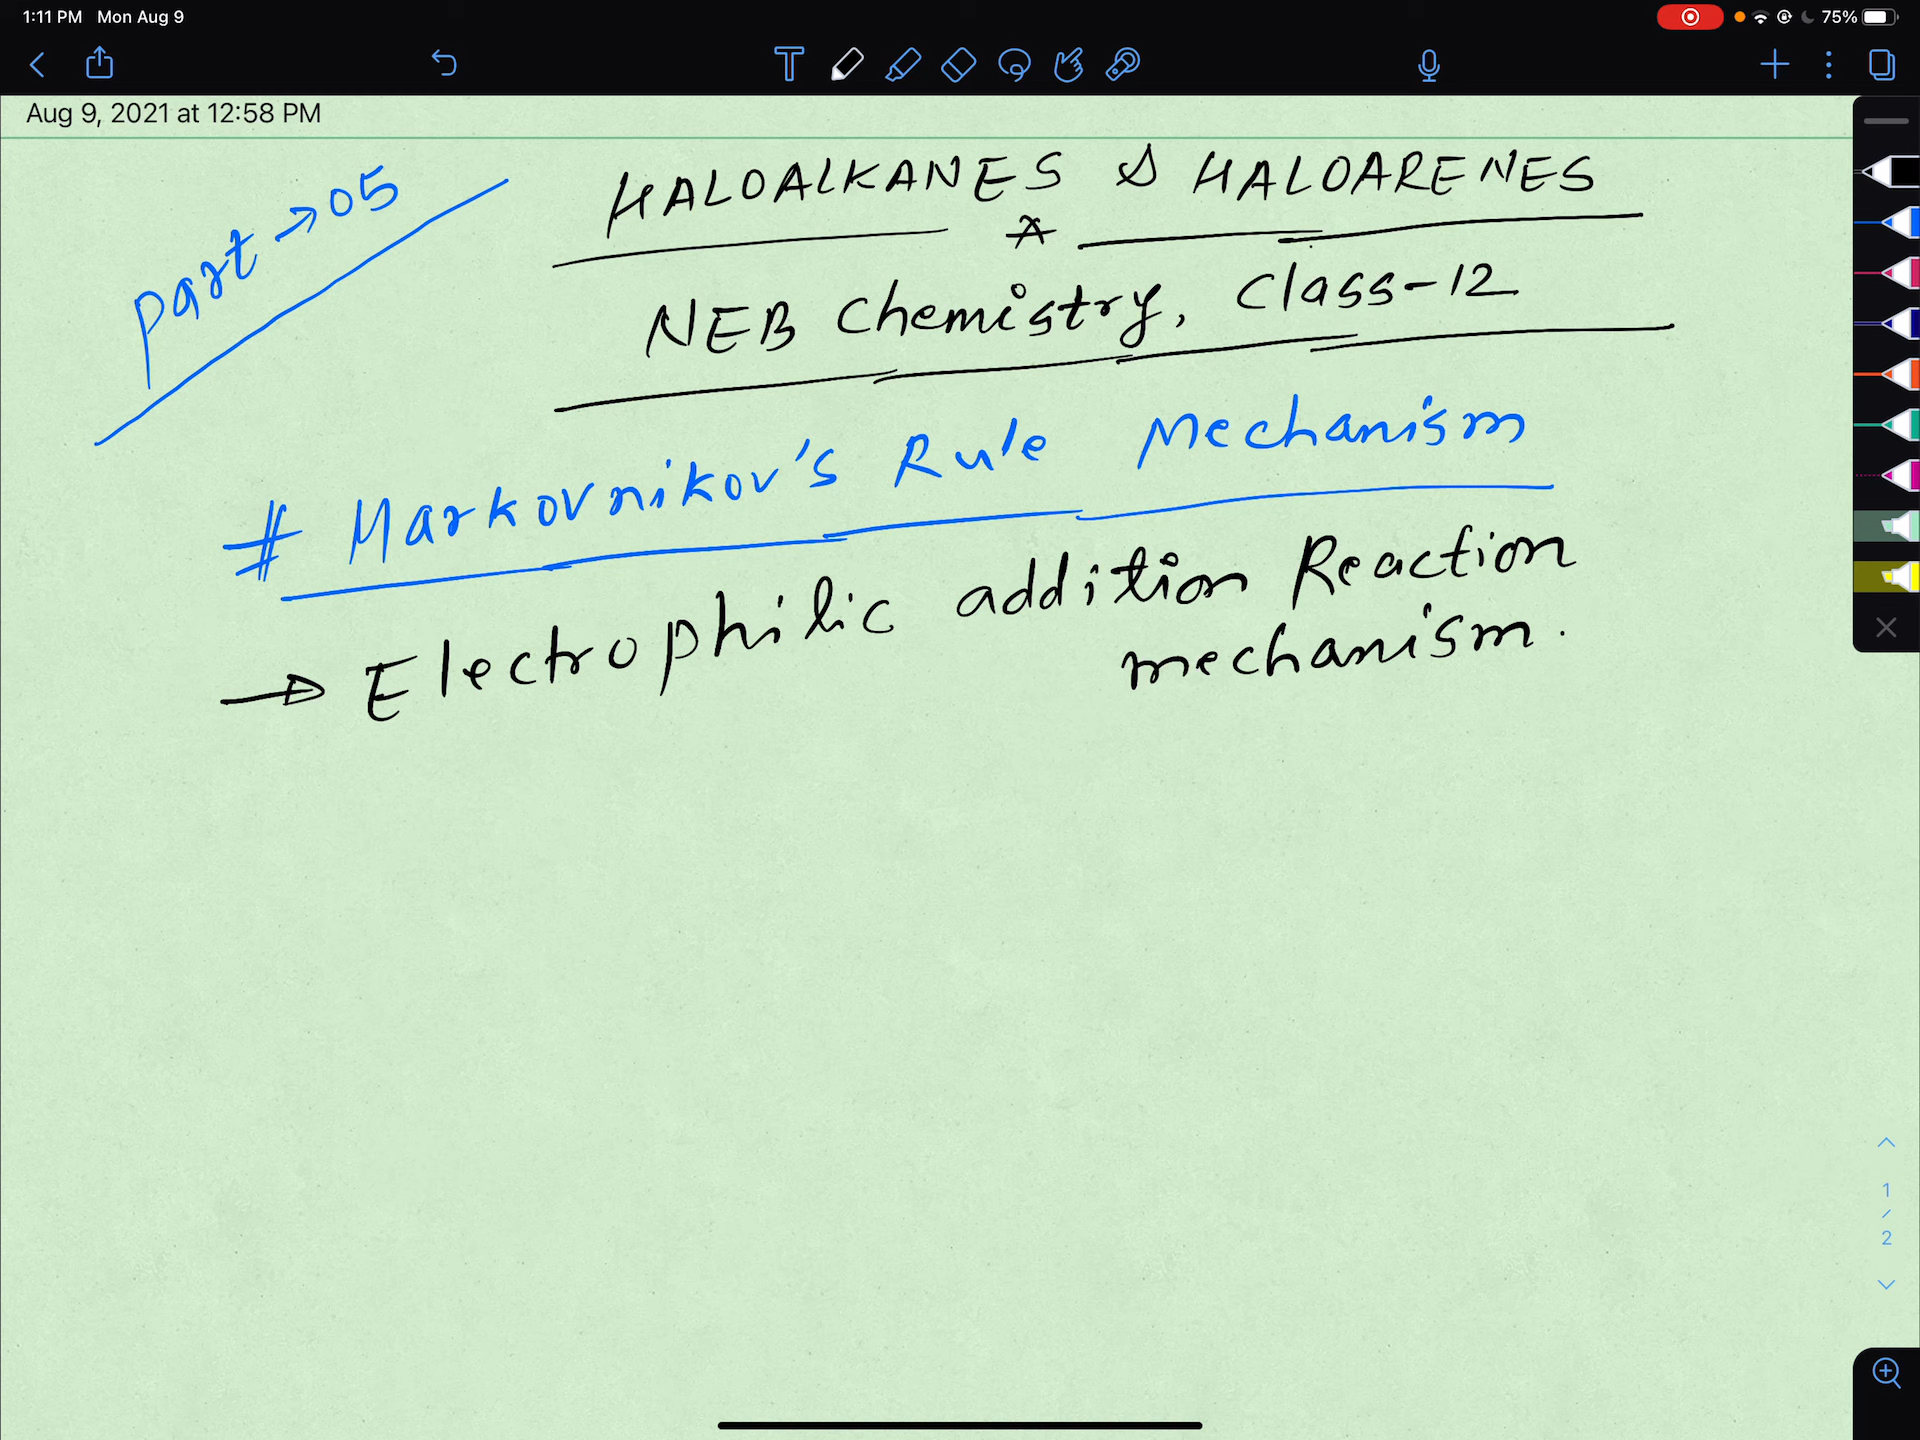 1:11 PM Mon Aug 9
75%
Aug 9, 2021 at 12:58 PM
Part → 05
HALOALKANES & HALOARENES
NEB Chemistry, Class-12
# Markovnikov's Rule Mechanism
→ Electrophilic addition Reaction
mechanism.
1
/
2